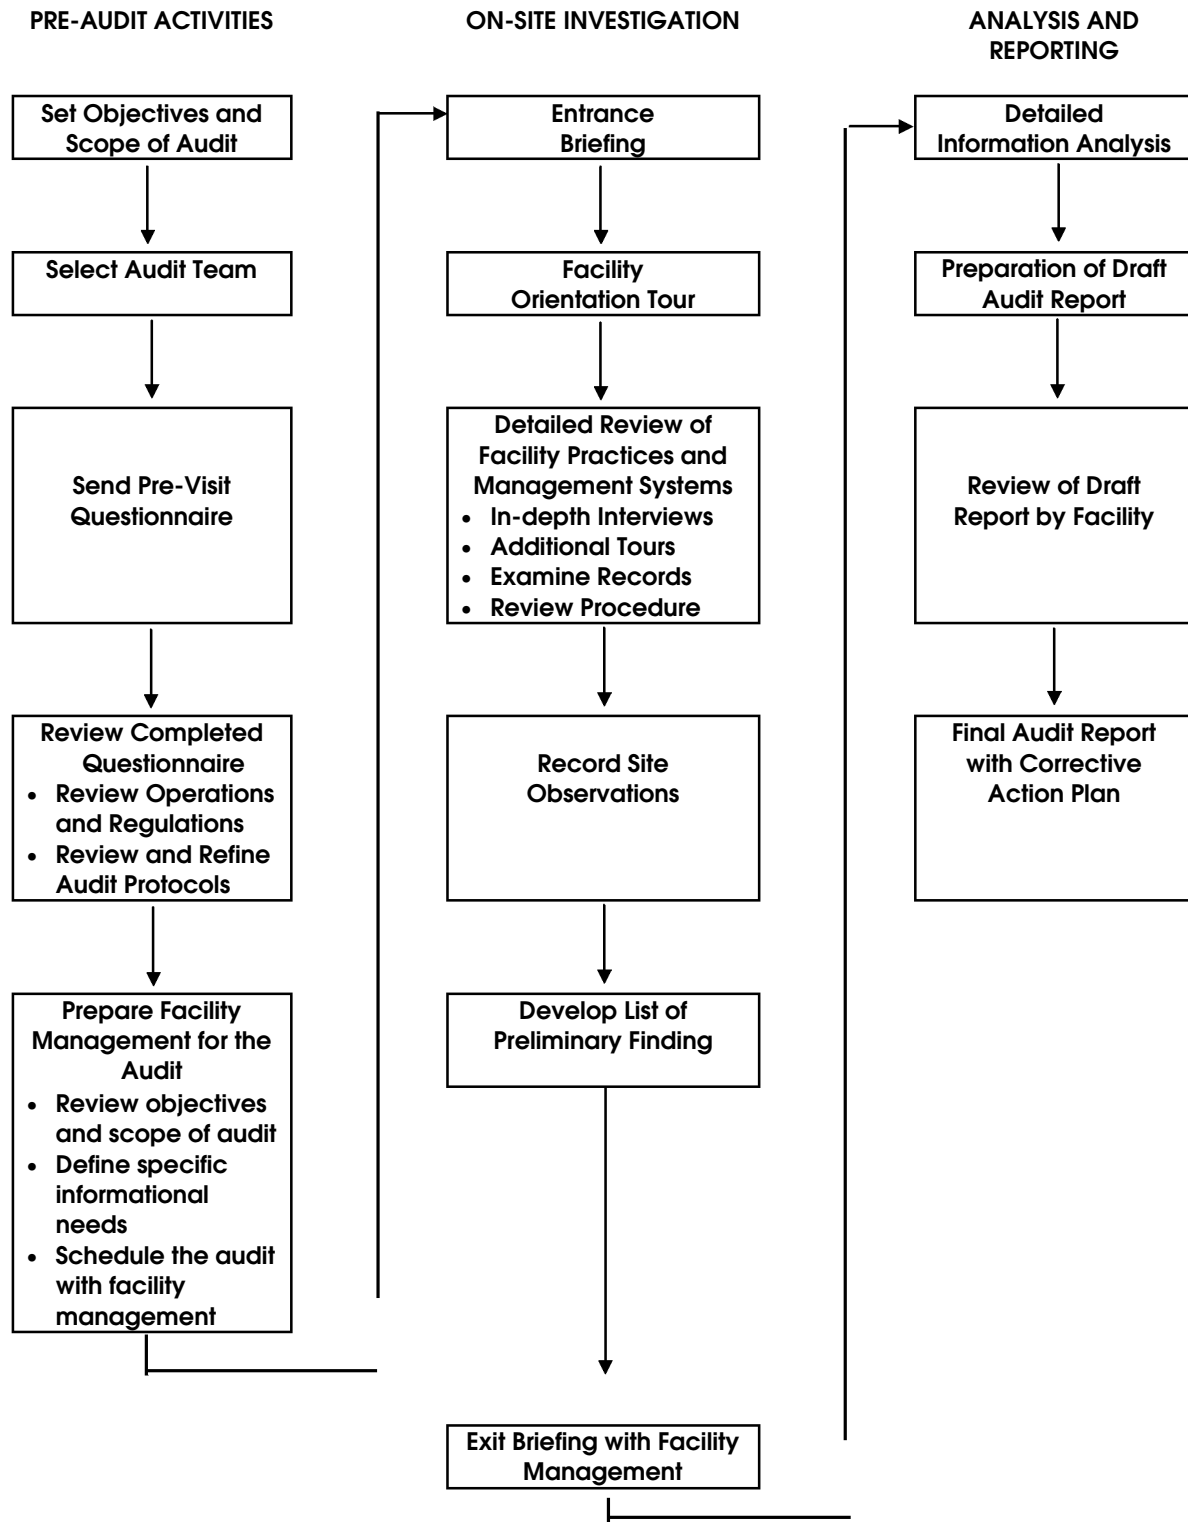 PRE-AUDIT ACTIVITIES
Set Objectives and
Scope of Audit
Select Audit Team
Send Pre-Visit
Questionnaire
Review Completed
Questionnaire
• Review Operations
and Regulations
• Review and Refine
Audit Protocols
Prepare Facility
Management for the
Audit
• Review objectives
and scope of audit
• Define specific
informational
needs
• Schedule the audit
with facility
management
ON-SITE INVESTIGATION
Entrance
Briefing
Facility
Orientation Tour
Detailed Review of
Facility Practices and
Management Systems
• In-depth Interviews
• Additional Tours
• Examine Records
• Review Procedure
Record Site
Observations
Develop List of
Preliminary Finding
Exit Briefing with Facility
Management
ANALYSIS AND
REPORTING
Detailed
Information Analysis
Preparation of Draft
Audit Report
Review of Draft
Report by Facility
Final Audit Report
with Corrective
Action Plan